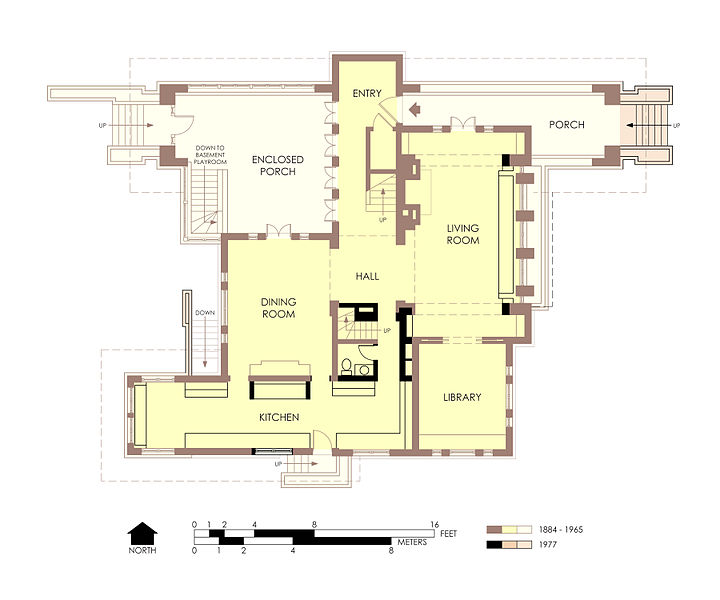 ENTRY
UP
PORCH
UP
DOWN TO
BASEMENT
PLAYROOM
ENCLOSED
PORCH
UP
LIVING
ROOM
HALL
DINING
ROOM
DOWN
UP
LIBRARY
KITCHEN
UP
0 1 2 4 8 16
FEET
METERS
0 1 2 4 8
NORTH
1884 - 1965
1977